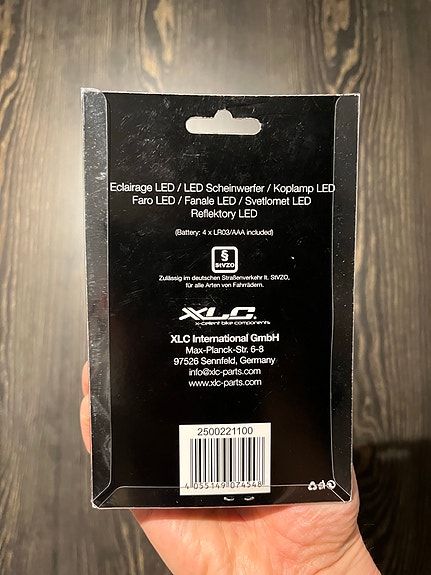 Eclairage LED / LED Scheinwerfer / Koplamp LED
Faro LED / Fanale LED / Svetlomet LED
Reflektory LED
(Battery: 4 x LR03/AAA included)
§
StVZO
Zulässig im deutschen Straßenverkehr lt. StVZO,
für alle Arten von Fahrrädern.
XLC®
x-cellent bike components
XLC International GmbH
Max-Planck-Str. 6-8
97526 Sennfeld, Germany
info@xlc-parts.com
www.xlc-parts.com
2500221100
4 055149 074548